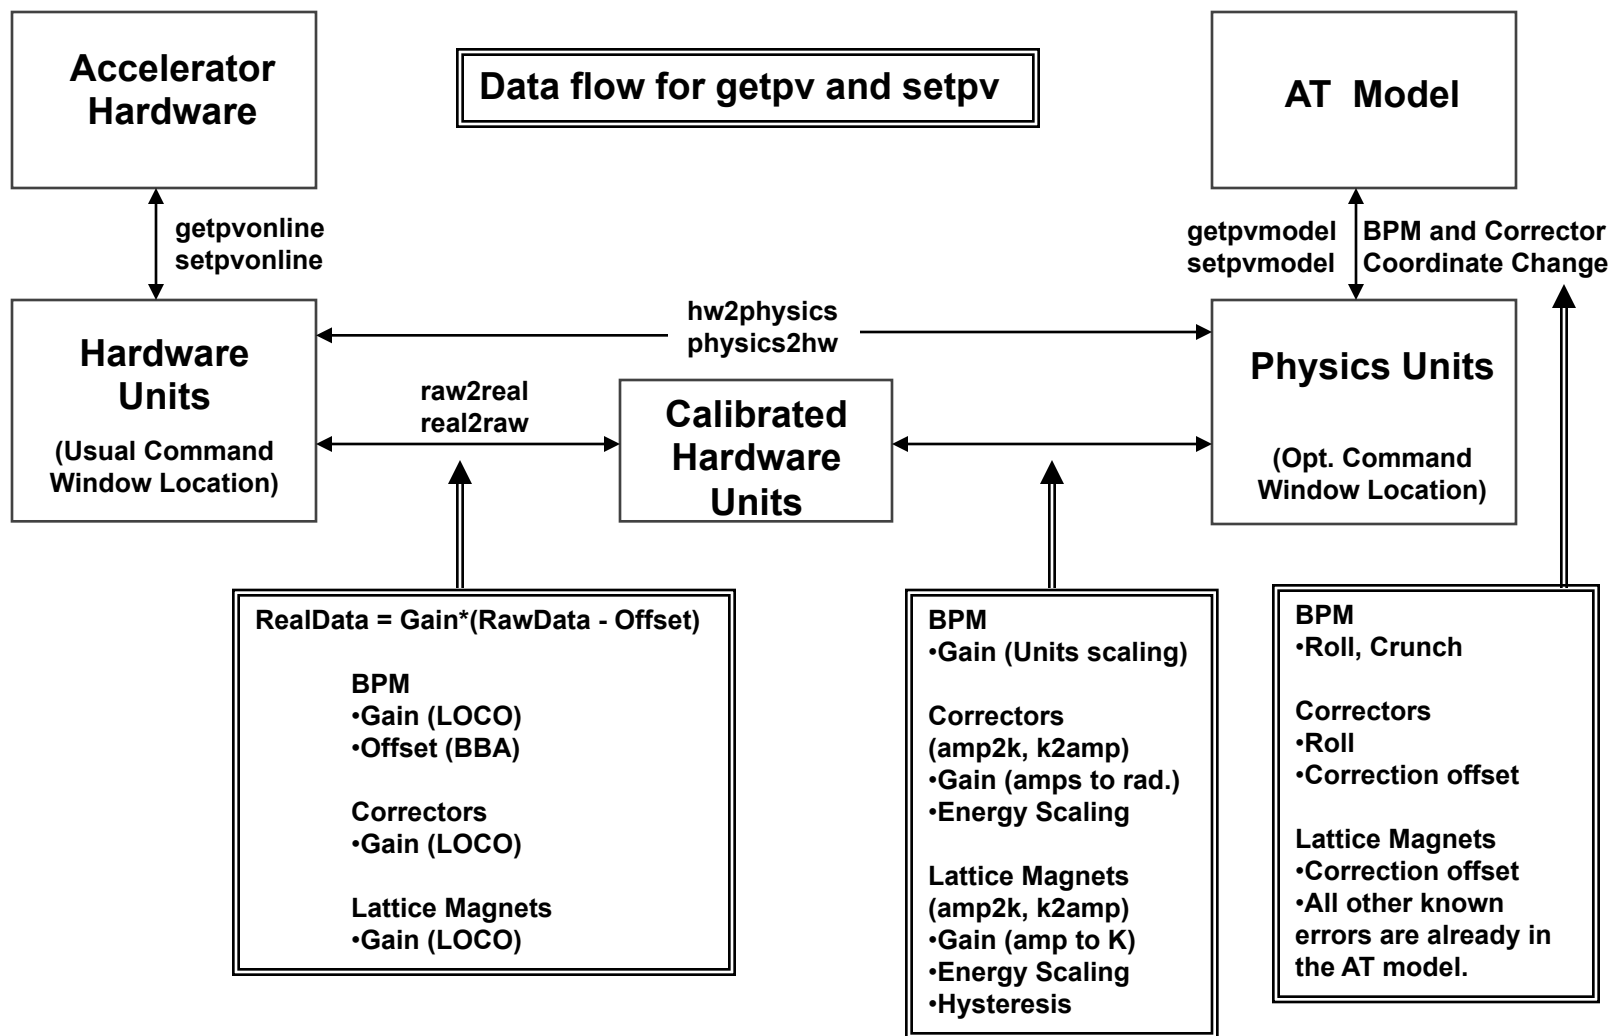 Accelerator
Hardware
Data flow for getpv and setpv
AT Model
getpvonline
setpvonline
getpvmodel
setpvmodel
BPM and Corrector
Coordinate Change
Hardware
Units
(Usual Command
Window Location)
hw2physics
physics2hw
raw2real
real2raw
Calibrated
Hardware
Units
Physics Units
(Opt. Command
Window Location)
RealData = Gain*(RawData - Offset)
BPM
•Gain (LOCO)
•Offset (BBA)
Correctors
•Gain (LOCO)
Lattice Magnets
•Gain (LOCO)
BPM
•Gain (Units scaling)
Correctors
(amp2k, k2amp)
•Gain (amps to rad.)
•Energy Scaling
Lattice Magnets
(amp2k, k2amp)
•Gain (amp to K)
•Energy Scaling
•Hysteresis
BPM
•Roll, Crunch
Correctors
•Roll
•Correction offset
Lattice Magnets
•Correction offset
•All other known
errors are already in
the AT model.